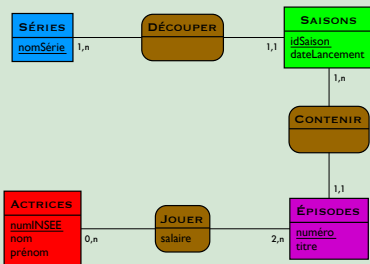 SÉRIES
nomSérie
1,n
DÉCOUPER
1,1
SAISONS
idSaison
dateLancement
1,n
CONTENIR
1,1
ACTRICES
numINSEE
nom
prénom
0,n
JOUER
salaire
2,n
ÉPISODES
numéro
titre